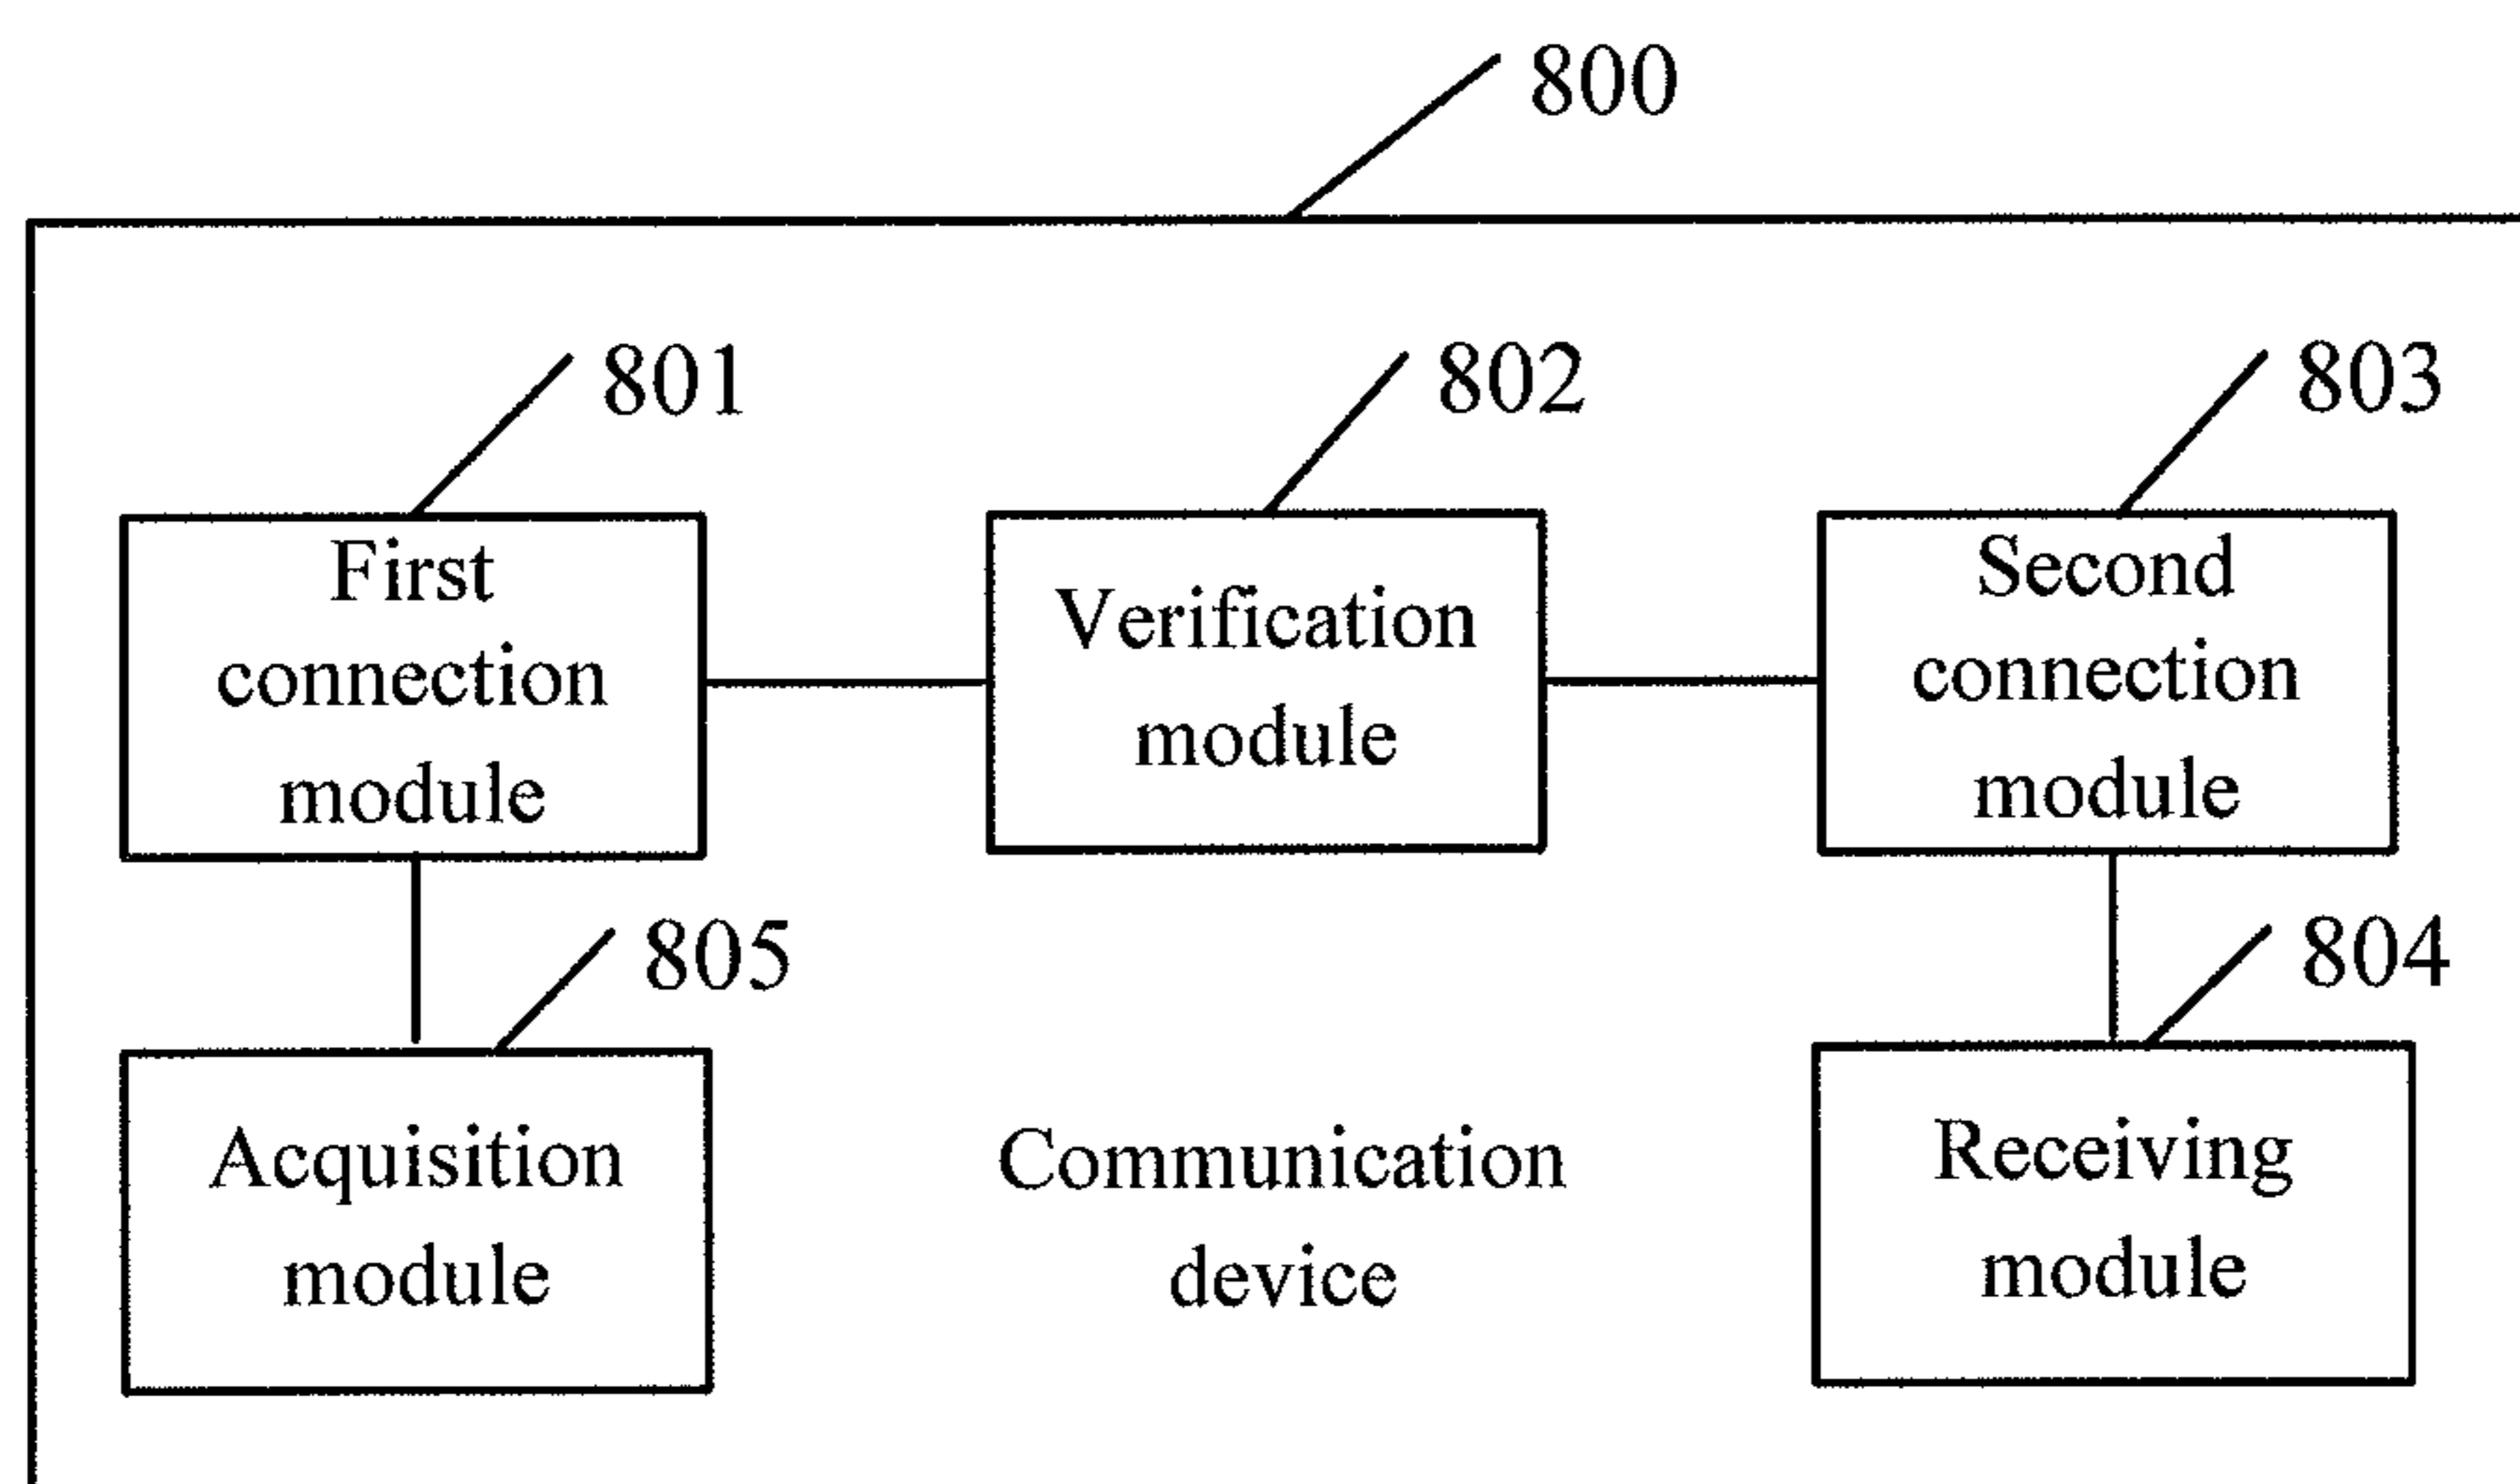 800
801
802
803
First
connection
module
Verification
module
Second
connection
module
805
804
Acquisition
module
Communication
device
Receiving
module